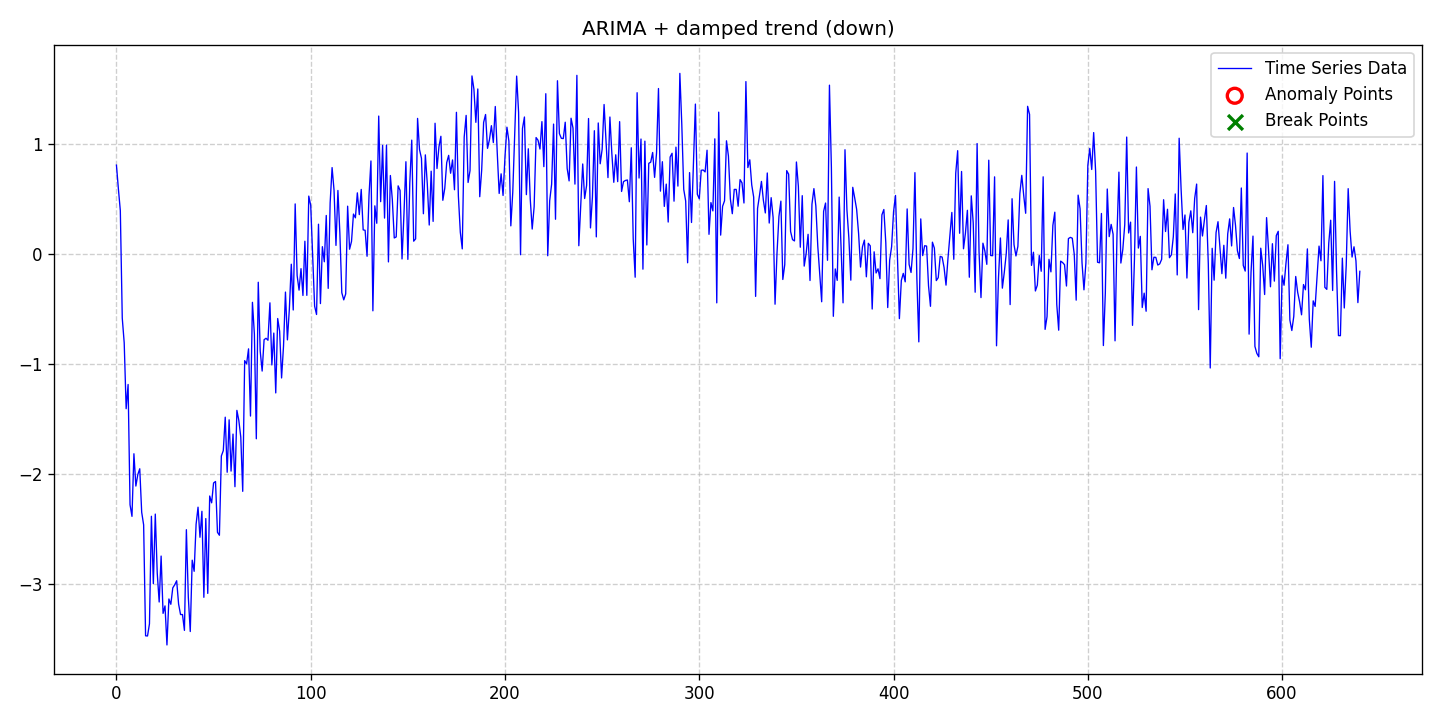 ARIMA + damped trend (down)
Time Series Data
Anomaly Points
Break Points
1
0
−1
−2
−3
0 100 200 300 400 500 600